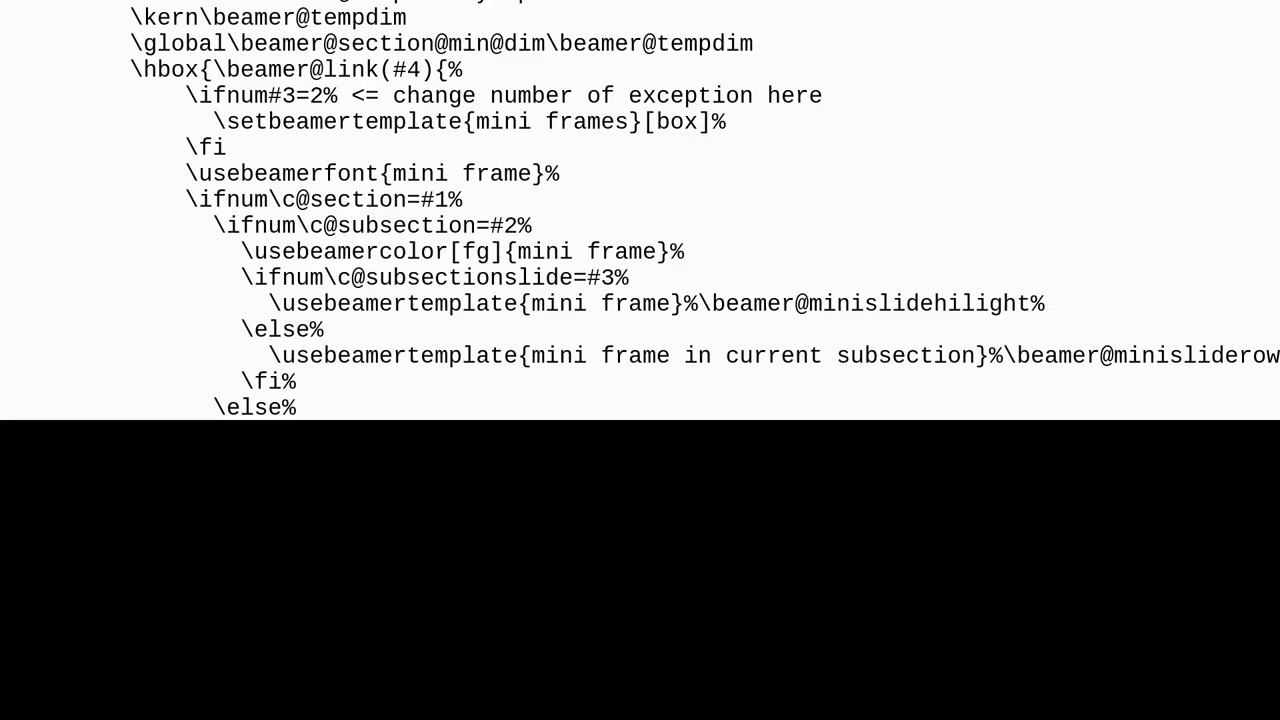 \kern\beamer@tempdim
\global\beamer@section@min@dim\beamer@tempdim
\hbox{\beamer@link(#4){%
\ifnum#3=2% <= change number of exception here
\setbeamertemplate{mini frames}[box]%
\fi
\usebeamerfont{mini frame}%
\ifnum\c@section=#1%
\ifnum\c@subsection=#2%
\usebeamercolor[fg]{mini frame}%
\ifnum\c@subsectionslide=#3%
\usebeamertemplate{mini frame}%\beamer@minislidehilight%
\else%
\usebeamertemplate{mini frame in current subsection}%\beamer@minisliderow
\fi%
\else%